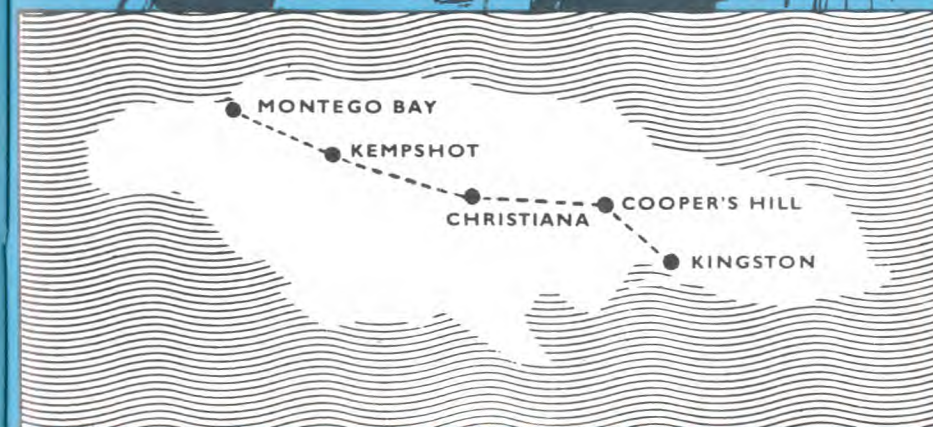 MONTEGO BAY
KEMPSHOT
CHRISTIANA
COOPER'S HILL
KINGSTON